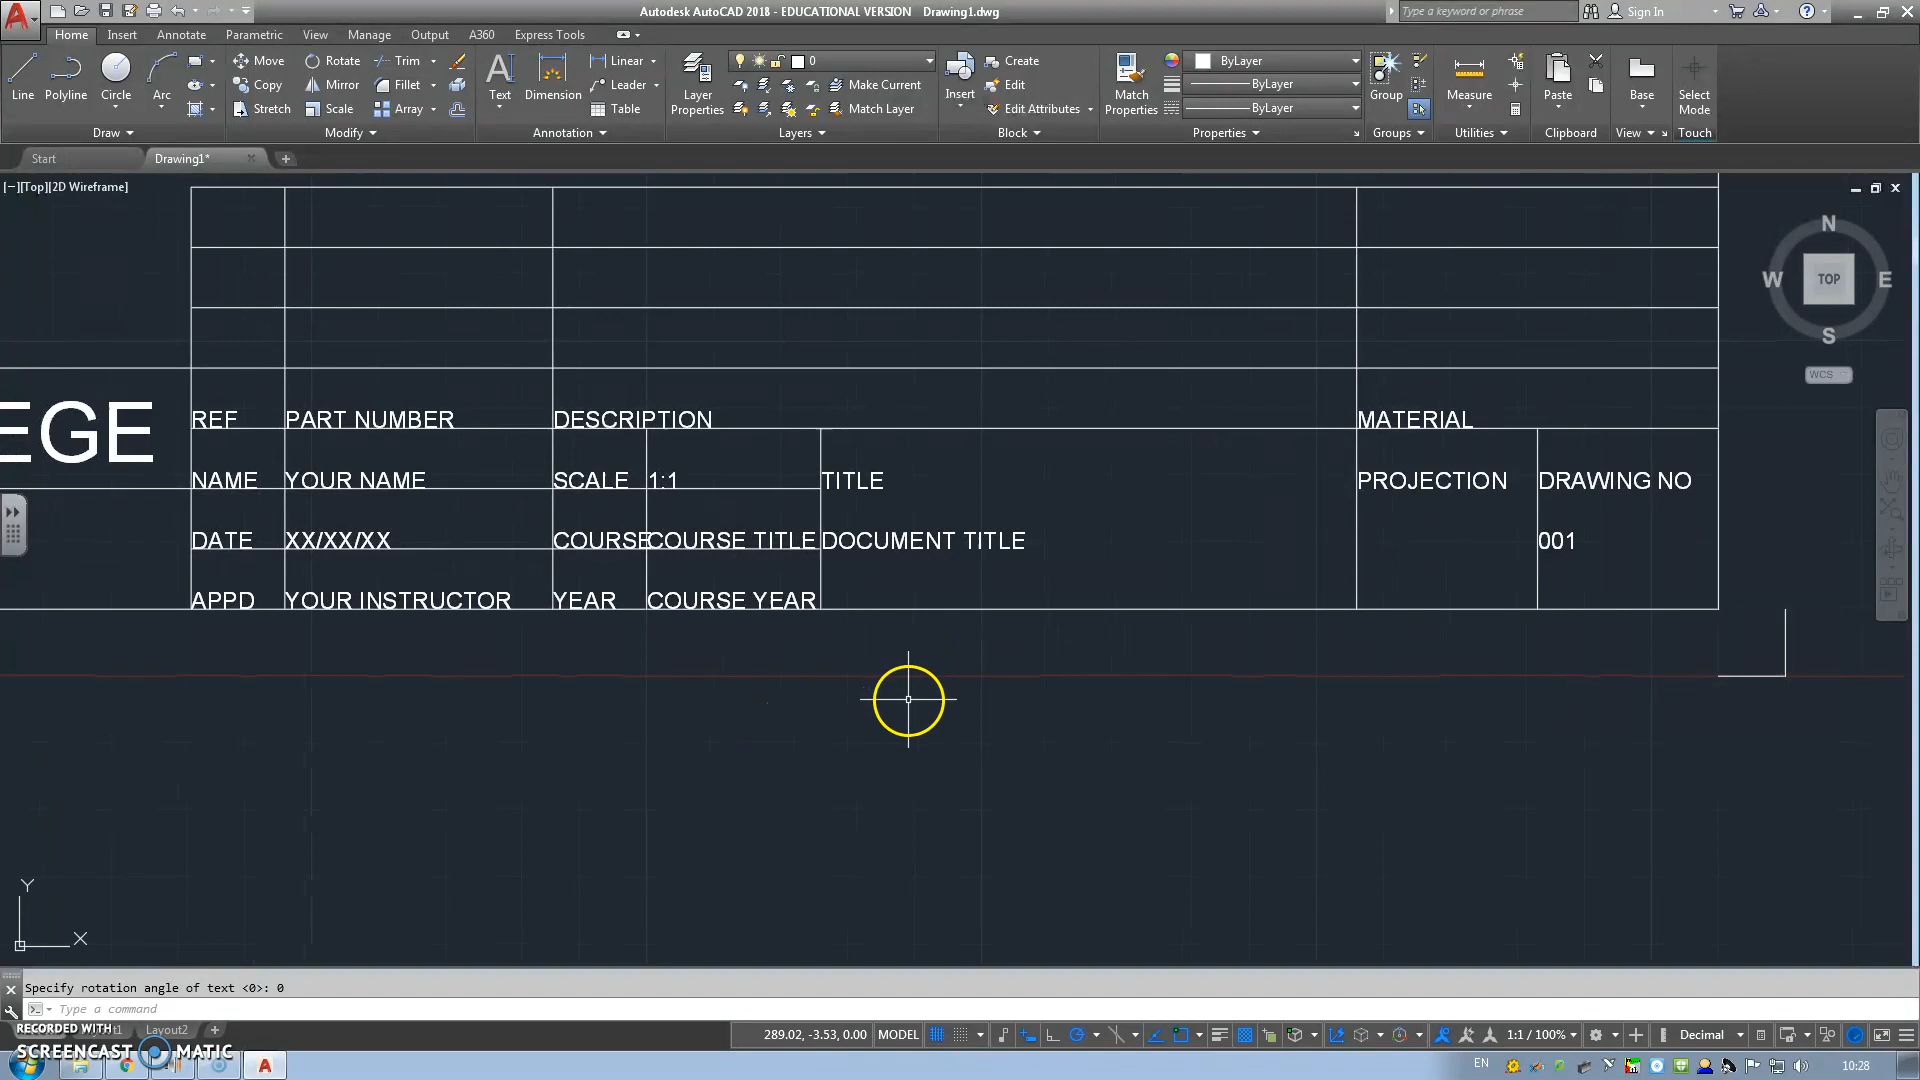 Autodesk AutoCAD 2018 - EDUCATIONAL VERSION Drawing1.dwg
Type a keyword or phrase
Sign In
Home Insert Annotate Parametric View Manage Output A360 Express Tools
Line Polyline Circle Arc
Move Rotate Trim
Copy Mirror Fillet
Stretch Scale Array
Text Dimension
Linear
Leader
Table
Layer Properties
0
Make Current
Match Layer
Insert
Create
Edit
Edit Attributes
Match Properties
ByLayer
ByLayer
ByLayer
Group Measure Paste Base Select Mode
Draw Modify Annotation Layers Block Properties Groups Utilities Clipboard View Touch
Start Drawing1*
[−][Top][2D Wireframe]
N
W TOP E
S
WCS
EGE
REF PART NUMBER DESCRIPTION MATERIAL
NAME YOUR NAME SCALE 1:1 TITLE PROJECTION DRAWING NO
DATE XX/XX/XX COURSE COURSE TITLE DOCUMENT TITLE 001
APPD YOUR INSTRUCTOR YEAR COURSE YEAR
Y
X
Specify rotation angle of text <0>: 0
Type a command
RECORDED WITH
SCREENCAST MATIC
Layout2
289.02, -3.53, 0.00 MODEL 1:1 / 100% Decimal
EN 10:28